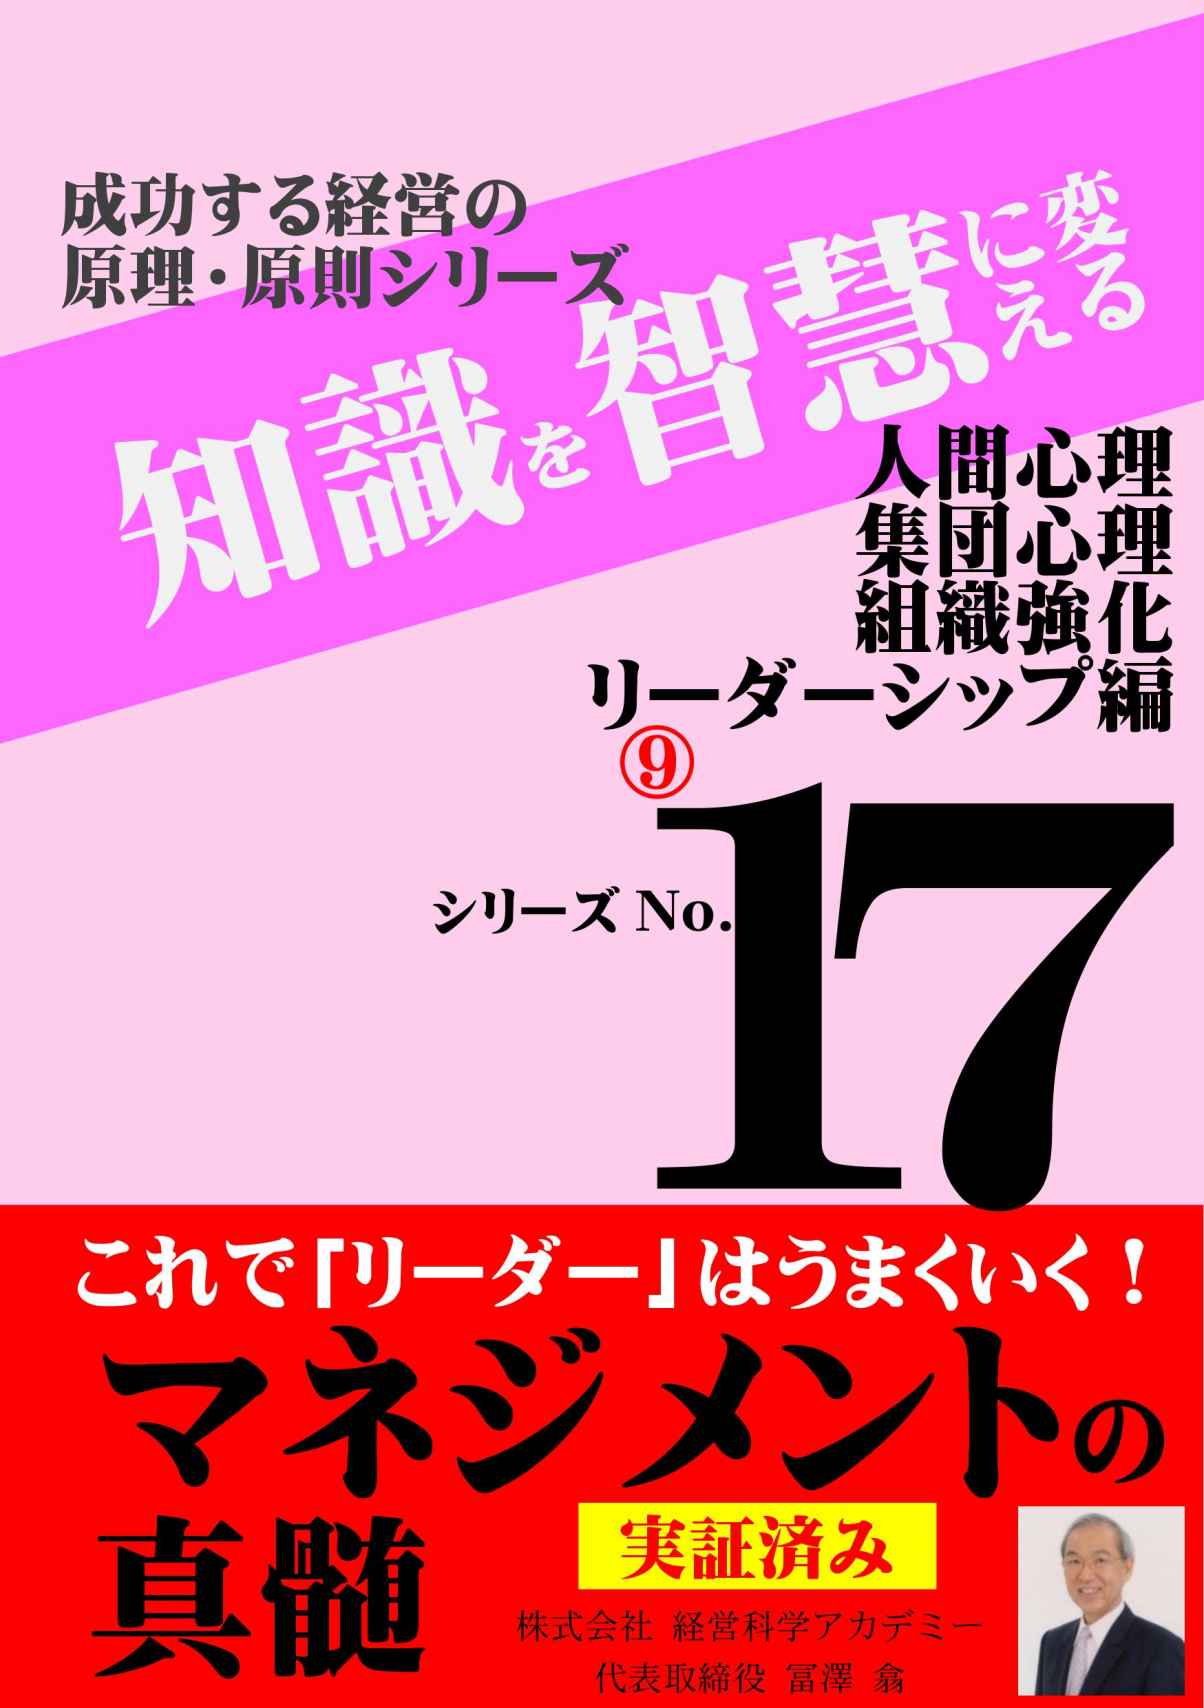 成功する経営の
原理・原則シリーズ
知識を智慧に変える
人間心理
集団心理
組織強化
リーダーシップ編
⑨
シリーズ No.17
これで「リーダー」はうまくいく！
マネジメントの
真髄
実証済み
株式会社 経営科学アカデミー
代表取締役 冨澤 翕